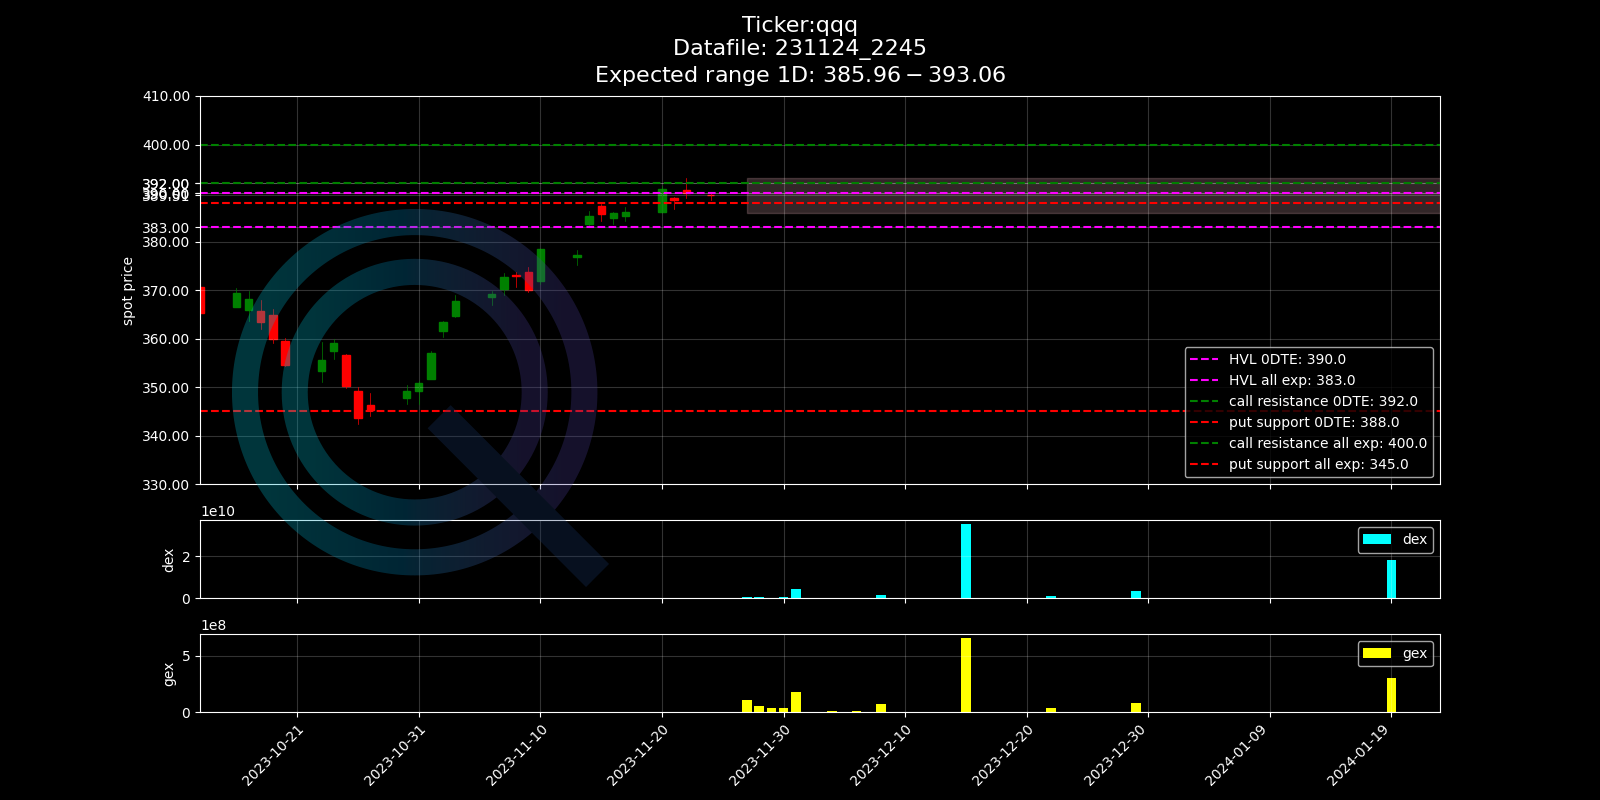 Ticker:qqq
Datafile: 231124_2245
Expected range 1D: 385.96 − 393.06
410.00
400.00
392.00
390.00
389.51
383.00
380.00
370.00
360.00
350.00
340.00
330.00
spot price
HVL 0DTE: 390.0
HVL all exp: 383.0
call resistance 0DTE: 392.0
put support 0DTE: 388.0
call resistance all exp: 400.0
put support all exp: 345.0
1e10
2
0
dex
dex
1e8
5
0
gex
gex
2023-10-21
2023-10-31
2023-11-10
2023-11-20
2023-11-30
2023-12-10
2023-12-20
2023-12-30
2024-01-09
2024-01-19